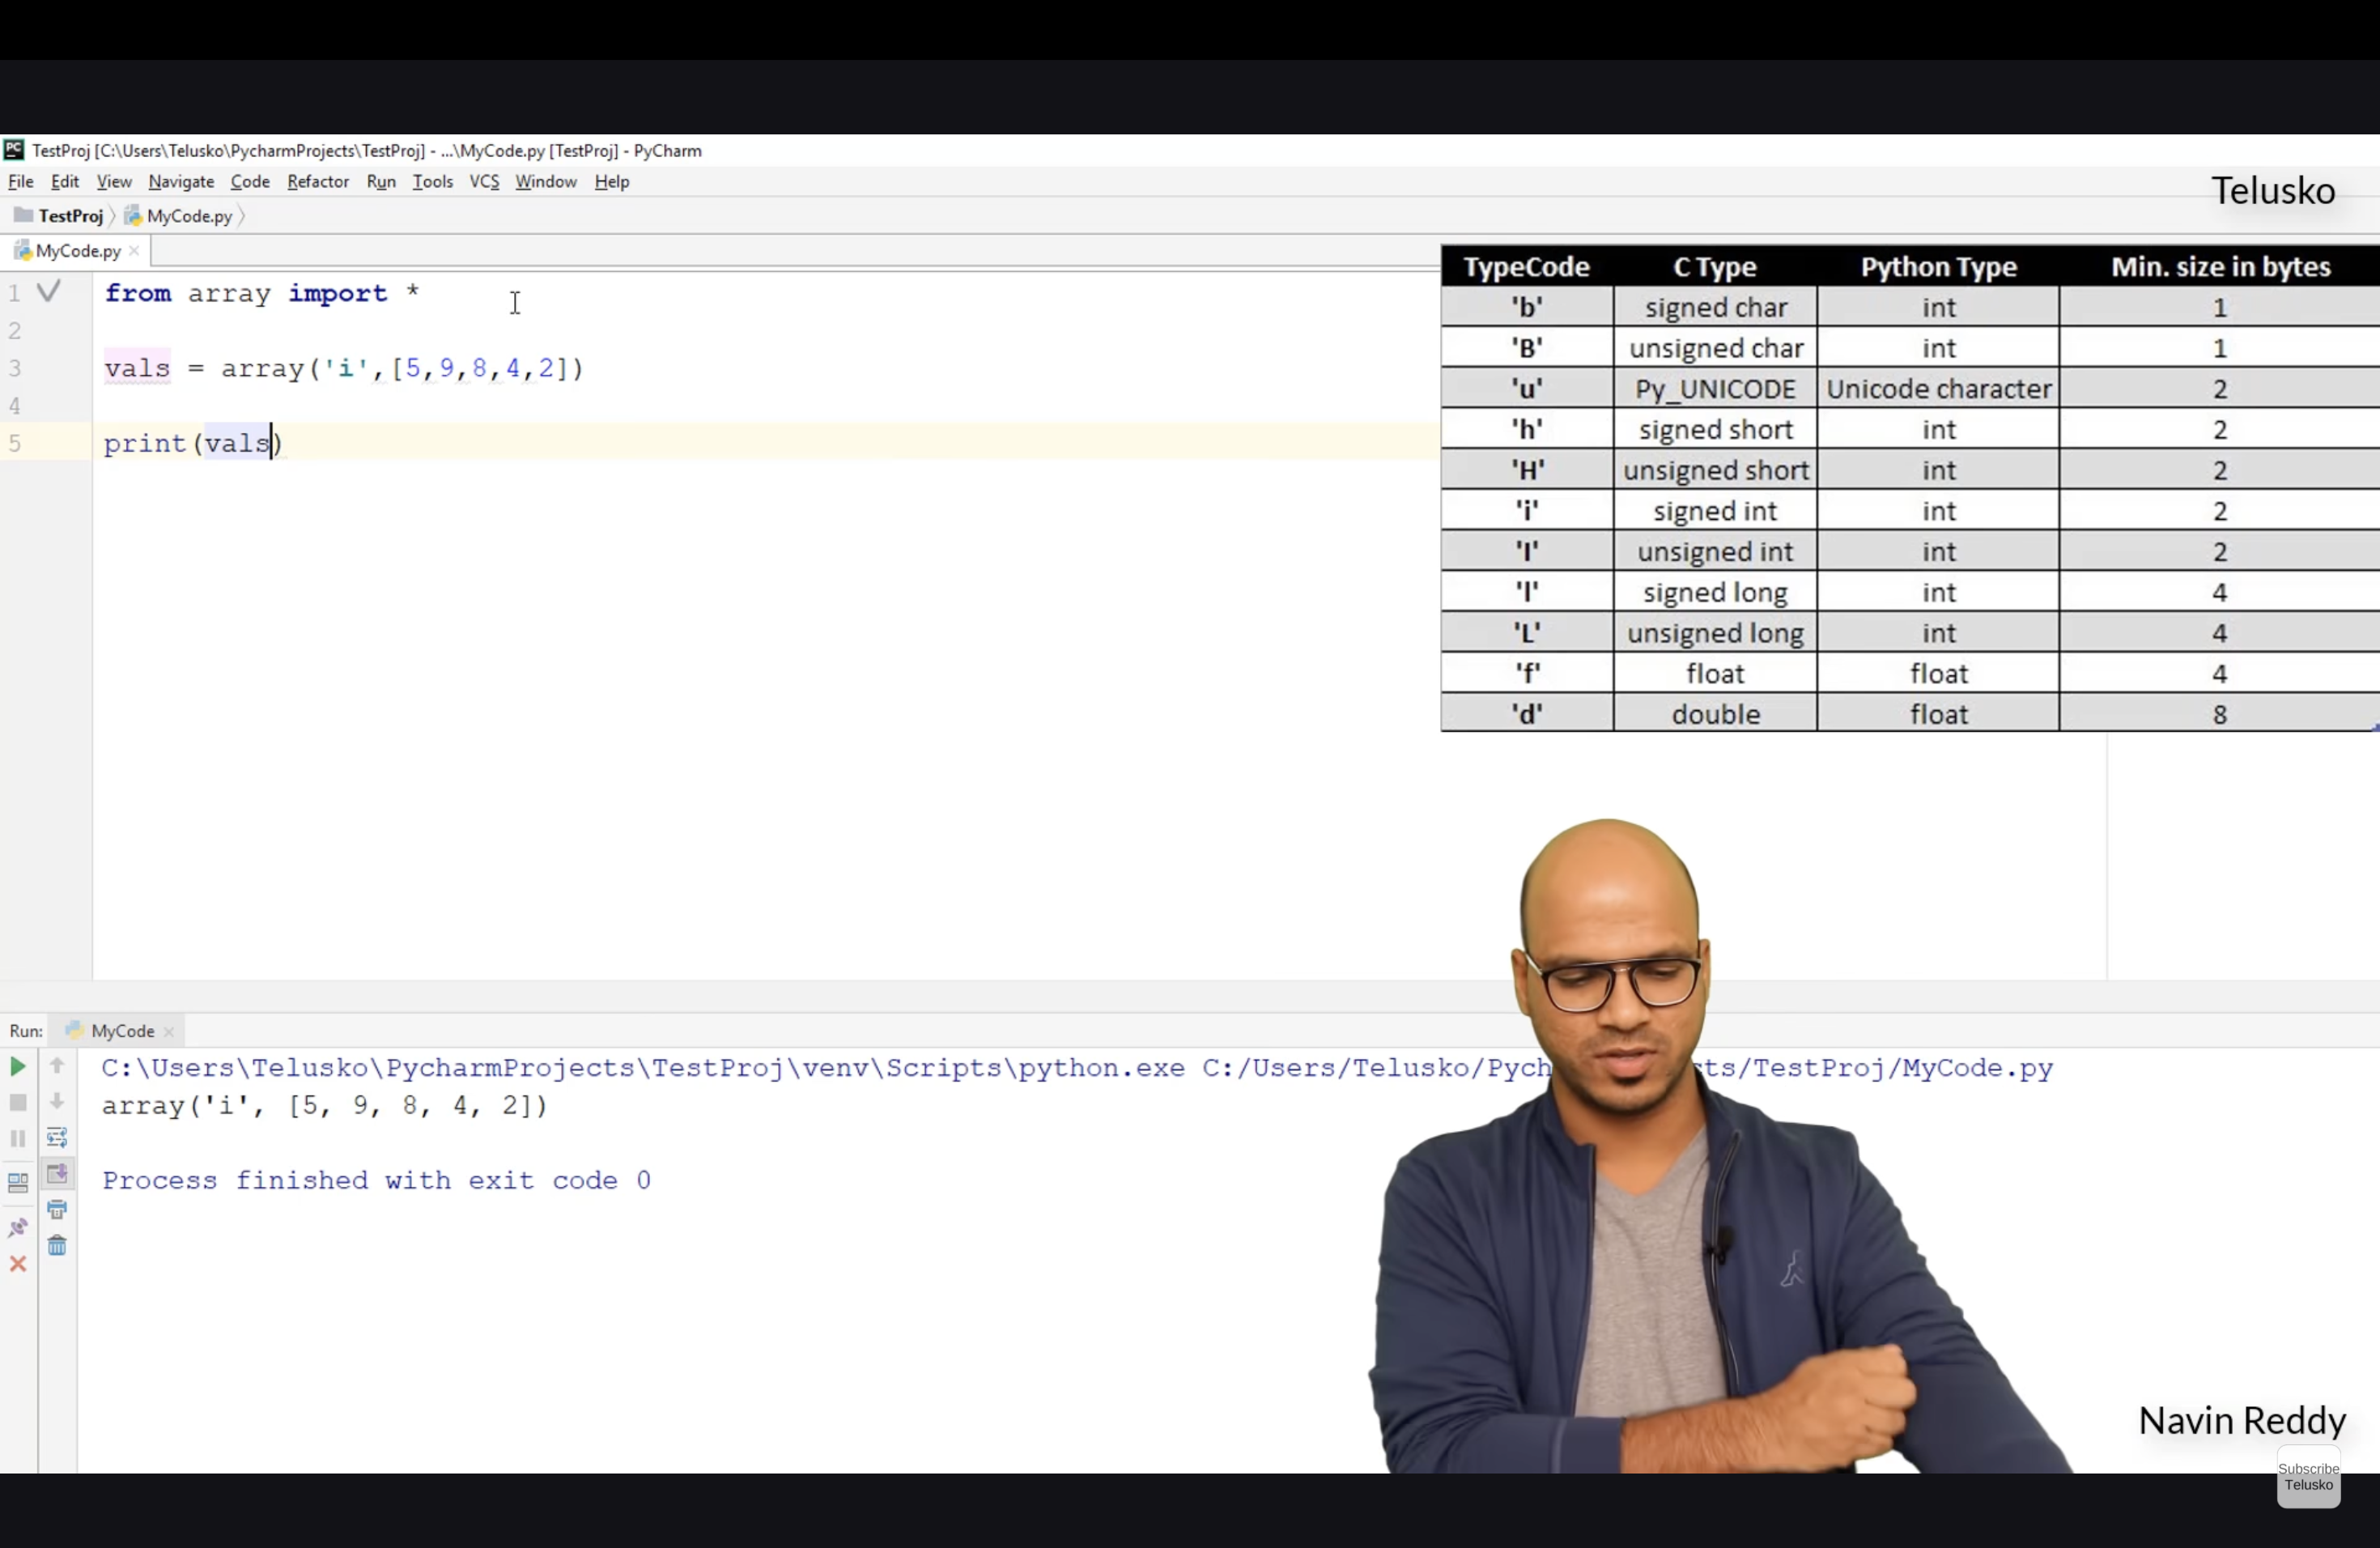 TestProj [C:\Users\Telusko\PycharmProjects\TestProj] - ...\MyCode.py [TestProj] - PyCharm
File Edit View Navigate Code Refactor Run Tools VCS Window Help
Telusko
TestProj MyCode.py
MyCode.py
1 from array import *
2
3 vals = array('i',[5,9,8,4,2])
4
5 print(vals)
TypeCode C Type Python Type Min. size in bytes
'b' signed char int 1
'B' unsigned char int 1
'u' Py_UNICODE Unicode character 2
'h' signed short int 2
'H' unsigned short int 2
'i' signed int int 2
'I' unsigned int int 2
'l' signed long int 4
'L' unsigned long int 4
'f' float float 4
'd' double float 8
Run: MyCode
C:\Users\Telusko\PycharmProjects\TestProj\venv\Scripts\python.exe C:/Users/Telusko/Pych ts/TestProj/MyCode.py
array('i', [5, 9, 8, 4, 2])
Process finished with exit code 0
Navin Reddy
Subscribe
Telusko